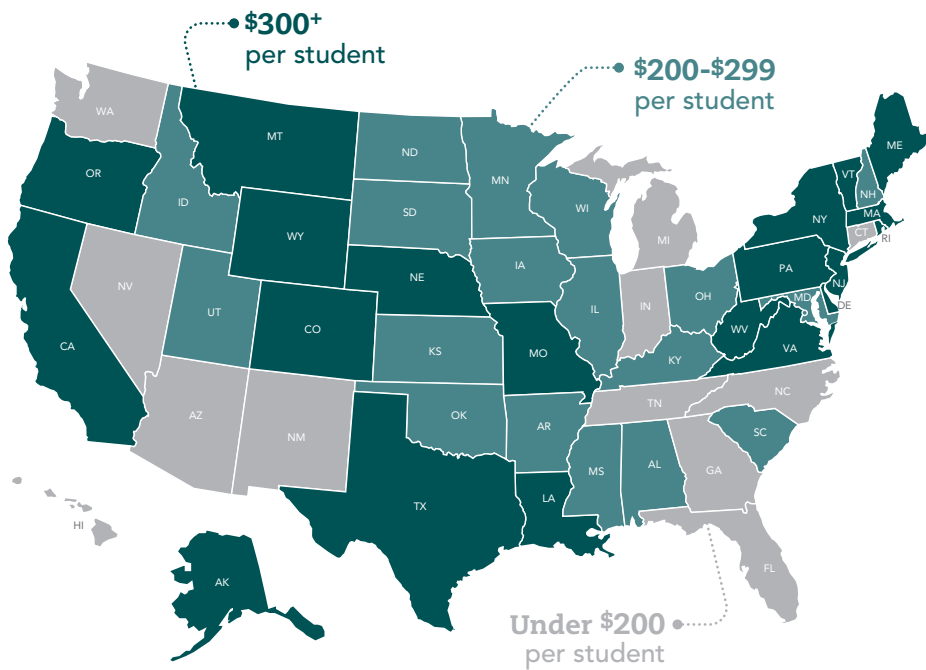 $300+
per student
$200-$299
per student
WA
MT
ND
MN
ME
OR
ID
SD
WI
VT
NH
WY
MI
NY
MA
CT
RI
NV
NE
IA
PA
UT
IL
IN
OH
NJ
MD
DE
CA
CO
KS
MO
WV
KY
VA
AZ
NM
OK
AR
TN
NC
SC
MS
AL
GA
TX
LA
HI
FL
AK
Under $200
per student